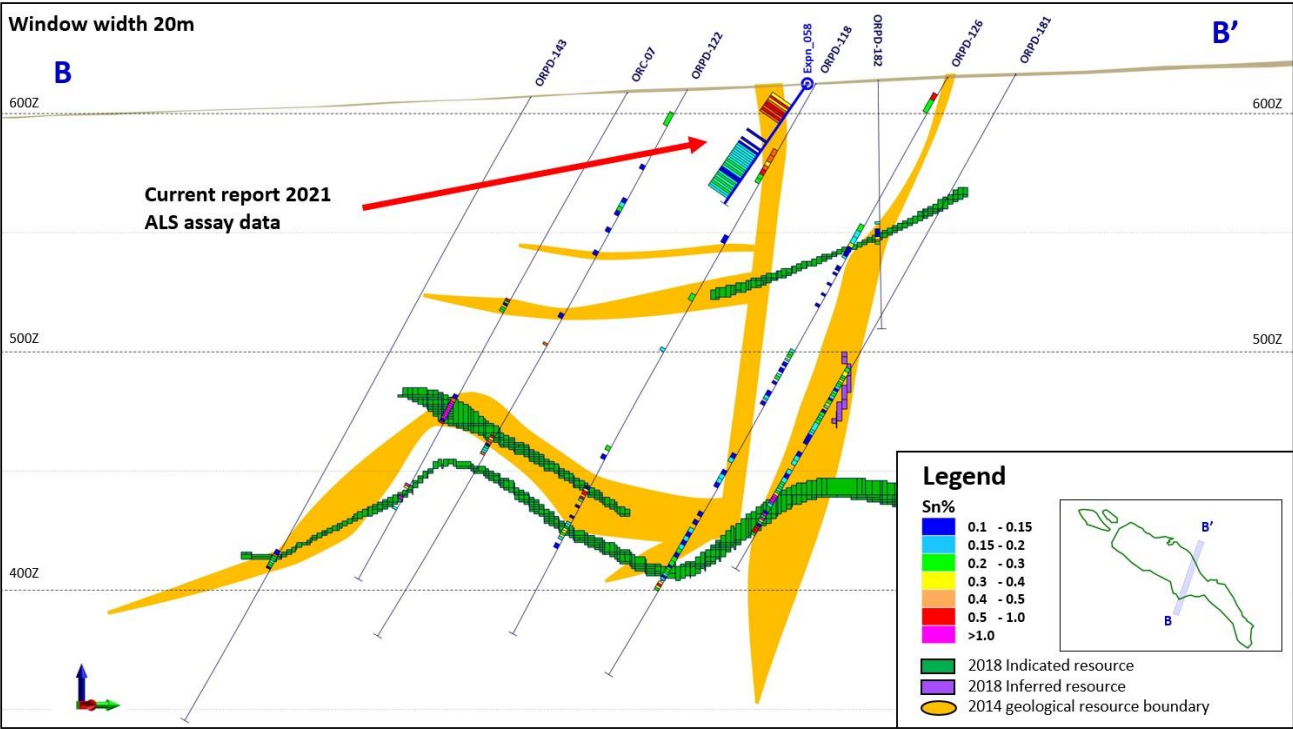 Window width 20m
B
B’
ORPD-143
ORC-07
ORPD-122
Expn_058
ORPD-118
ORPD-182
ORPD-126
ORPD-181
600Z
600Z
Current report 2021
ALS assay data
500Z
500Z
400Z
Legend
Sn%
0.1 - 0.15
0.15 - 0.2
0.2 - 0.3
0.3 - 0.4
0.4 - 0.5
0.5 - 1.0
>1.0
B’
B
2018 Indicated resource
2018 Inferred resource
2014 geological resource boundary